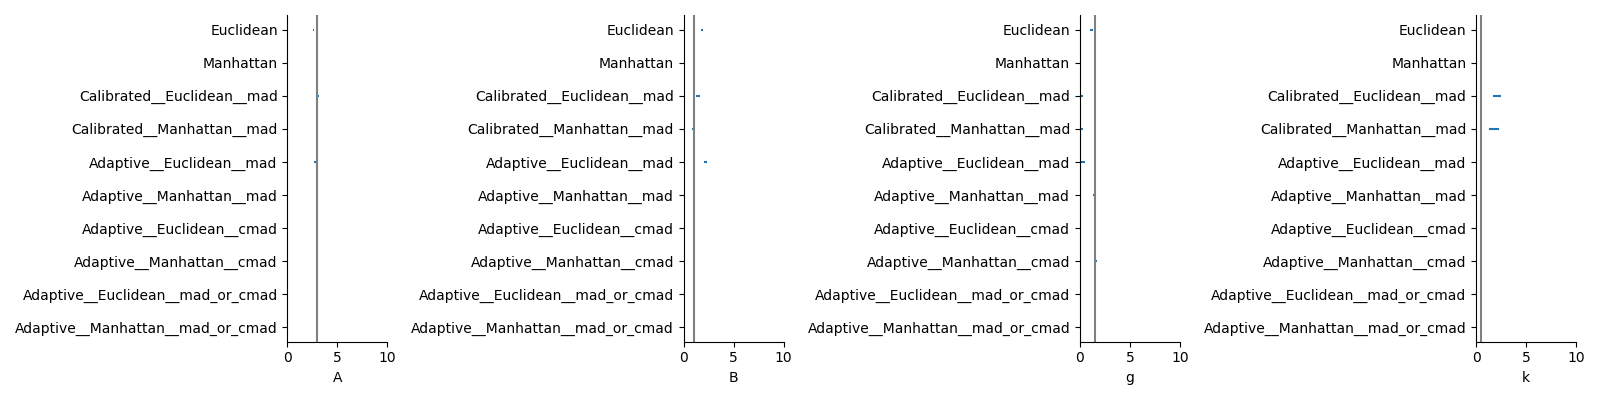 Euclidean
Manhattan
Calibrated__Euclidean__mad
Calibrated__Manhattan__mad
Adaptive__Euclidean__mad
Adaptive__Manhattan__mad
Adaptive__Euclidean__cmad
Adaptive__Manhattan__cmad
Adaptive__Euclidean__mad_or_cmad
Adaptive__Manhattan__mad_or_cmad
0 5 10
A
Euclidean
Manhattan
Calibrated__Euclidean__mad
Calibrated__Manhattan__mad
Adaptive__Euclidean__mad
Adaptive__Manhattan__mad
Adaptive__Euclidean__cmad
Adaptive__Manhattan__cmad
Adaptive__Euclidean__mad_or_cmad
Adaptive__Manhattan__mad_or_cmad
0 5 10
B
Euclidean
Manhattan
Calibrated__Euclidean__mad
Calibrated__Manhattan__mad
Adaptive__Euclidean__mad
Adaptive__Manhattan__mad
Adaptive__Euclidean__cmad
Adaptive__Manhattan__cmad
Adaptive__Euclidean__mad_or_cmad
Adaptive__Manhattan__mad_or_cmad
0 5 10
g
Euclidean
Manhattan
Calibrated__Euclidean__mad
Calibrated__Manhattan__mad
Adaptive__Euclidean__mad
Adaptive__Manhattan__mad
Adaptive__Euclidean__cmad
Adaptive__Manhattan__cmad
Adaptive__Euclidean__mad_or_cmad
Adaptive__Manhattan__mad_or_cmad
0 5 10
k